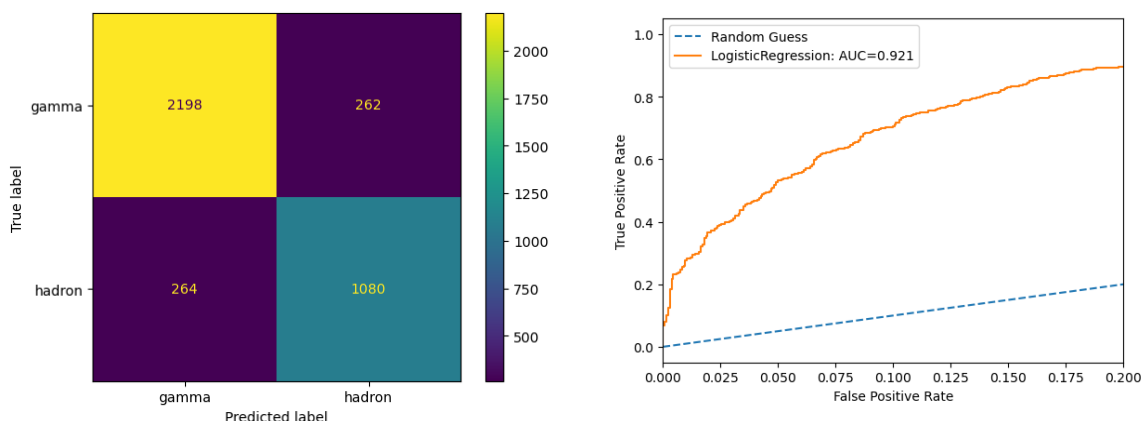 gamma
hadron
True label
2198
262
264
1080
gamma
hadron
Predicted label
2000
1750
1500
1250
1000
750
500
Random Guess
LogisticRegression: AUC=0.921
True Positive Rate
1.0
0.8
0.6
0.4
0.2
0.0
0.000
0.025
0.050
0.075
0.100
0.125
0.150
0.175
0.200
False Positive Rate